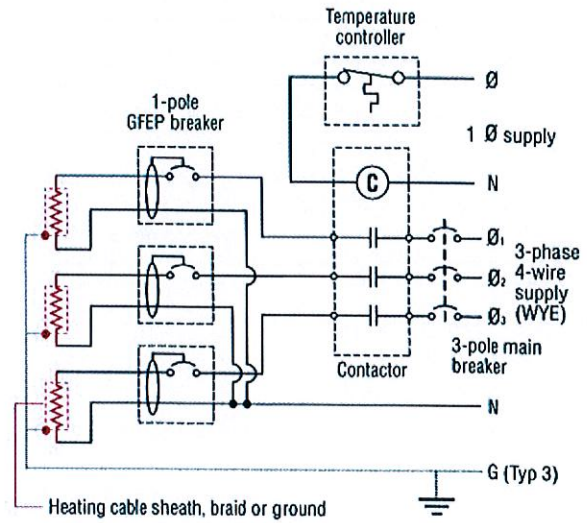 Temperature
controller
Ø
1-pole
GFEP breaker
1 Ø supply
C
N
Ø1
3-phase
Ø2
4-wire
supply
Ø3
(WYE)
3-pole main
breaker
Contactor
N
G (Typ 3)
Heating cable sheath, braid or ground